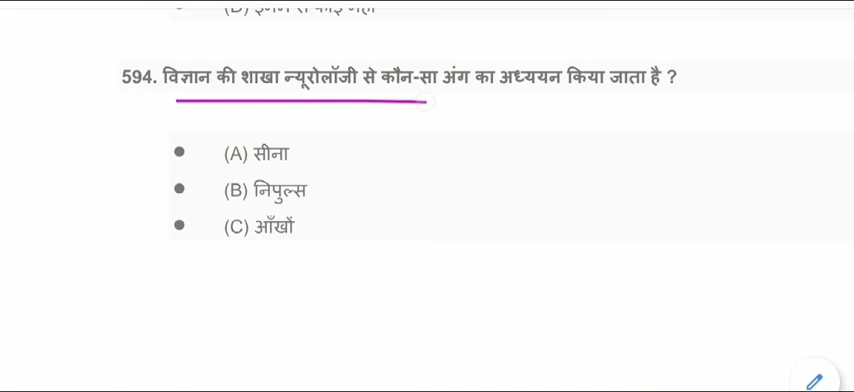 594. विज्ञान की शाखा न्यूरोलॉजी से कौन-सा अंग का अध्ययन किया जाता है ?
(A) सीना
(B) निपुल्स
(C) आँखों